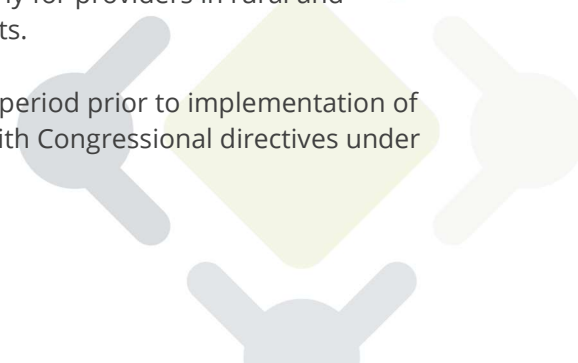 for providers in rural and
ts.
period prior to implementation of
ith Congressional directives under